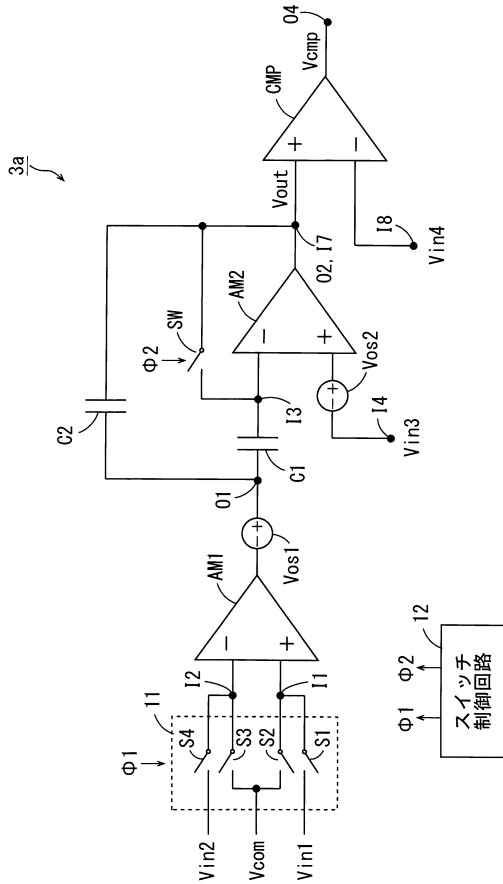 3a
C2
Φ2
SW
AM2
Vout
CMP
Vcmp
O4
11
Φ1
S4
S3
S2
S1
Vin2
Vcom
Vin1
I2
I1
AM1
−
+
O1
− +
Vos1
C1
I3
−
+
O2, I7
− +
Vos2
I4
Vin3
+
−
I8
Vin4
Φ1
Φ2
12
スイッチ
制御回路